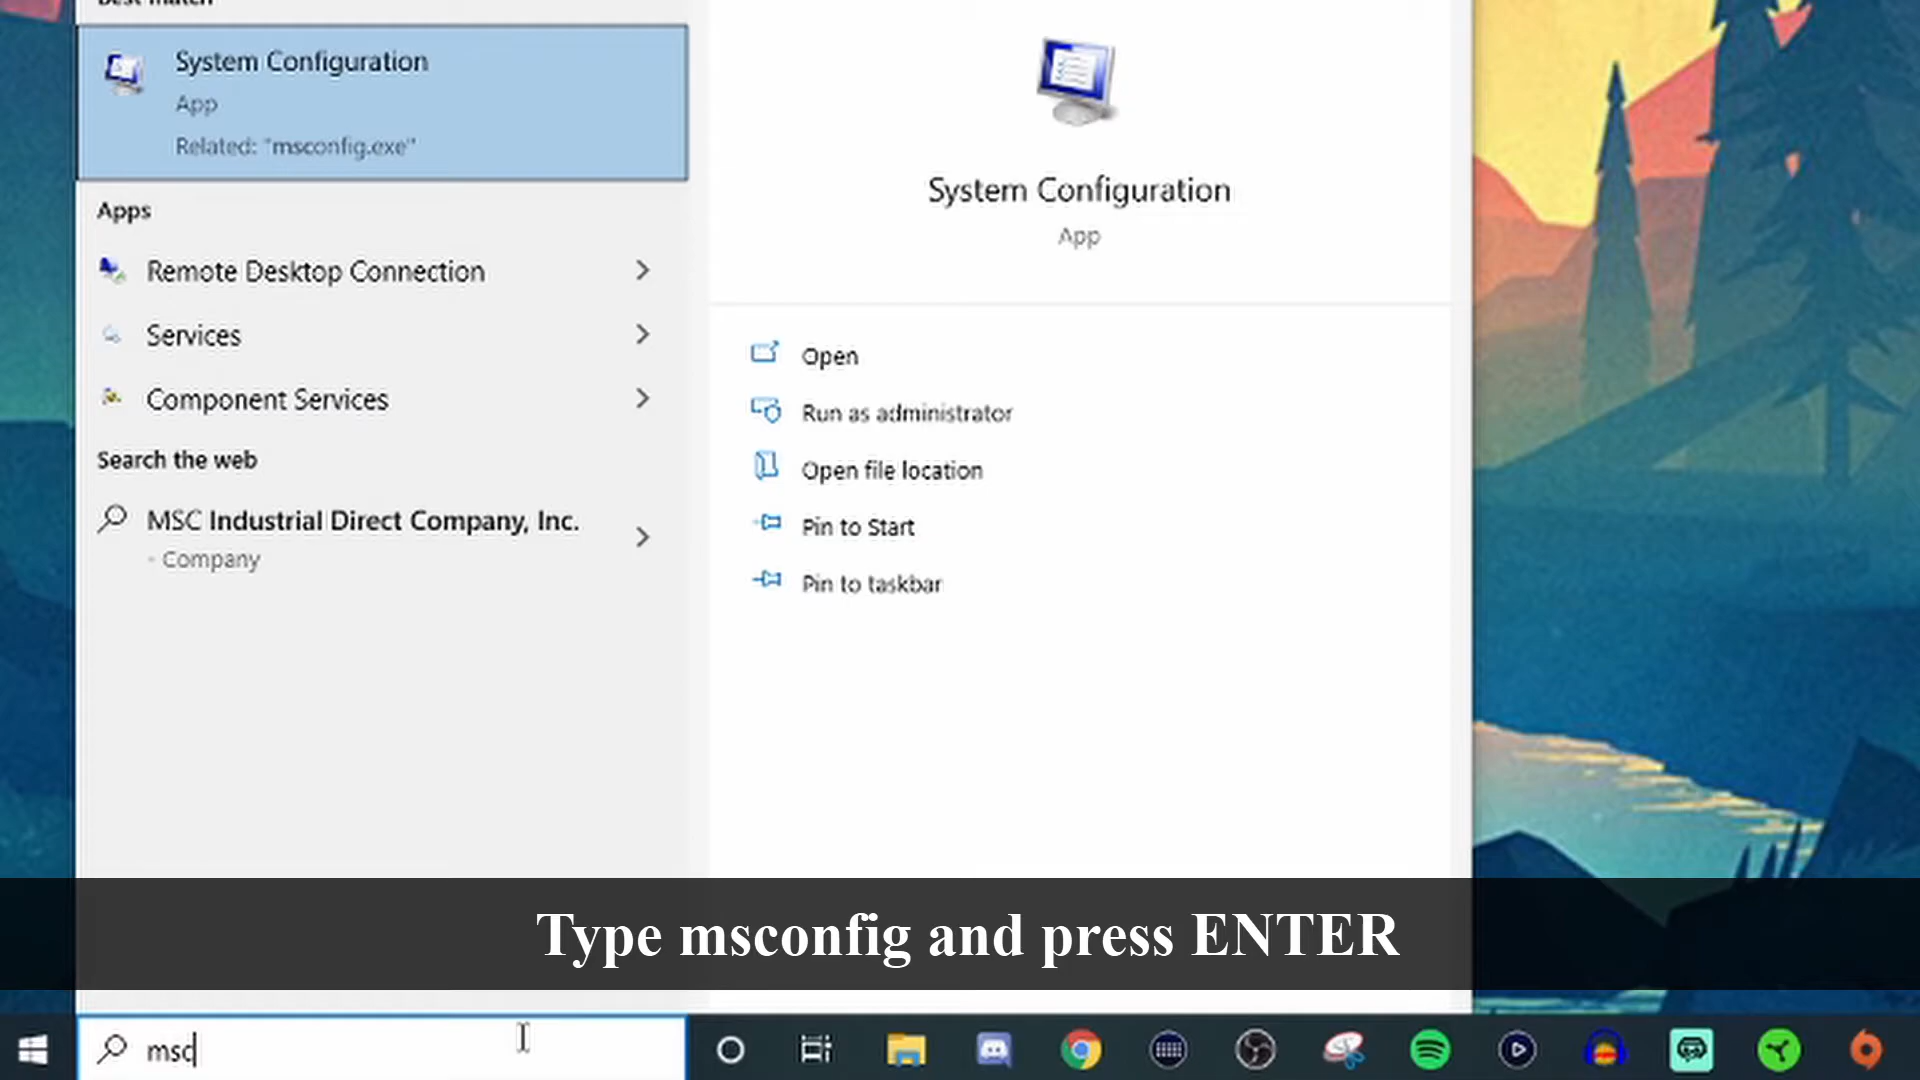 Best match
System Configuration
App
Related: "msconfig.exe"
Apps
Remote Desktop Connection
Services
Component Services
Search the web
MSC Industrial Direct Company, Inc.
- Company
System Configuration
App
Open
Run as administrator
Open file location
Pin to Start
Pin to taskbar
Type msconfig and press ENTER
msc